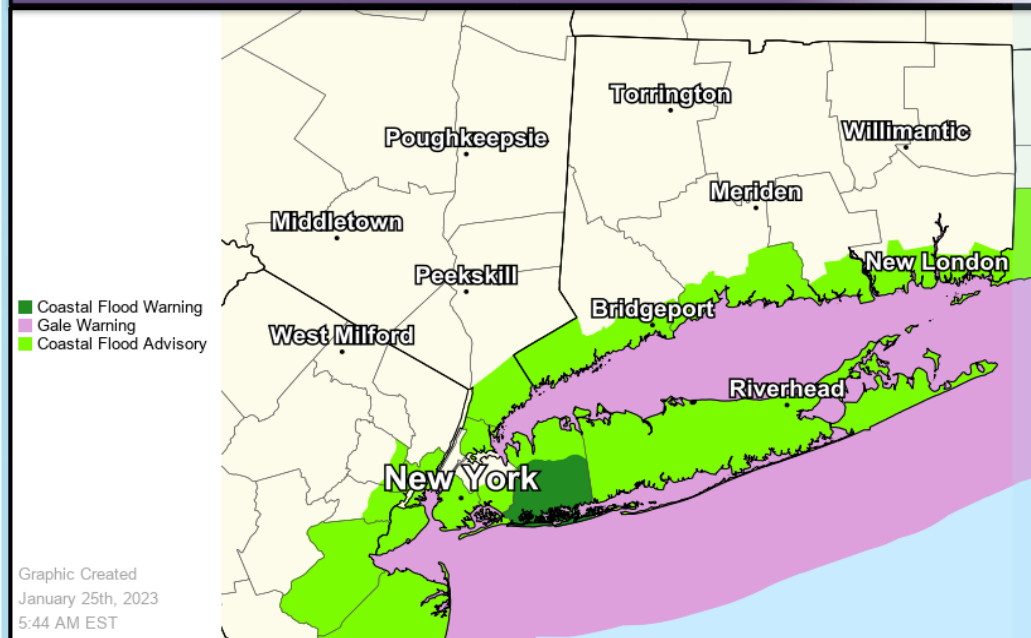 Torrington
Willimantic
Poughkeepsie
Meriden
Middletown
New London
Peekskill
Coastal Flood Warning
Bridgeport
Gale Warning
West Milford
Coastal Flood Advisory
Riverhead
New York
Graphic Created
January 25th, 2023
5:44 AM EST